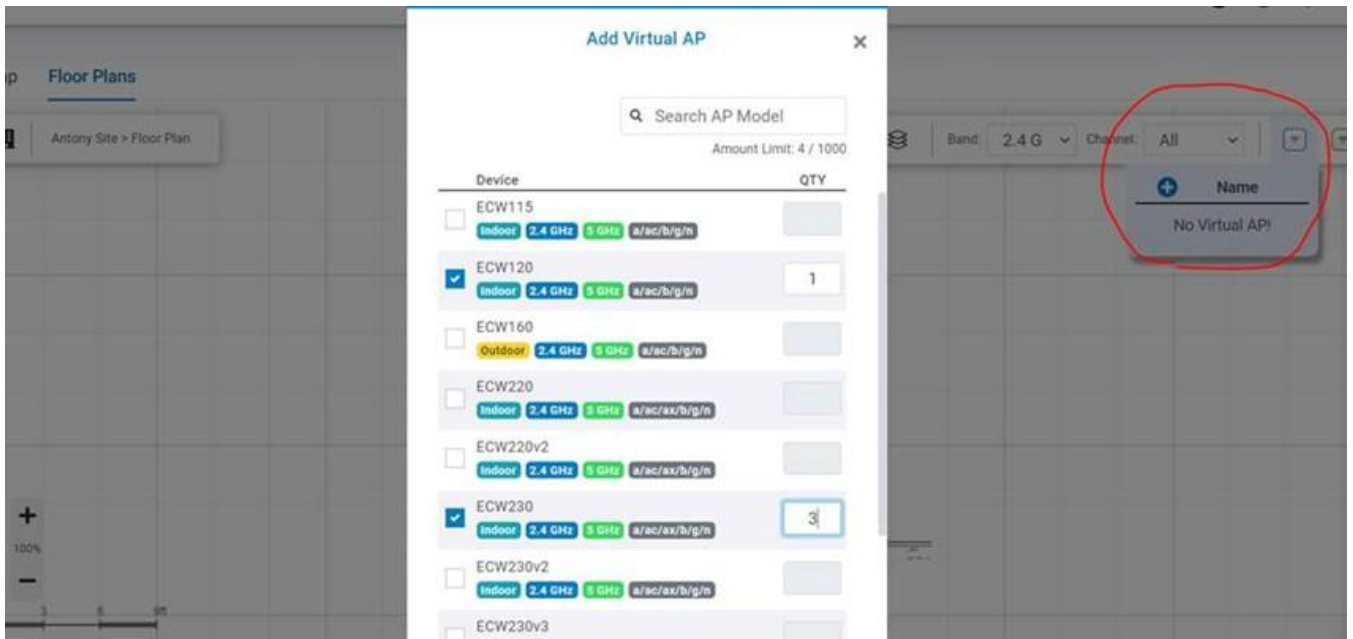 Add Virtual AP
Floor Plans
Search AP Model
Antony Site > Floor Plan
Band: 2.4 G Channel: All
Amount Limit: 4 / 1000
Device QTY
Name
No Virtual AP!
ECW115
Indoor 2.4 GHz 5 GHz a/ac/b/g/n
ECW120
Indoor 2.4 GHz 5 GHz a/ac/b/g/n
1
ECW160
Outdoor 2.4 GHz 5 GHz a/ac/b/g/n
ECW220
Indoor 2.4 GHz 5 GHz a/ac/ax/b/g/n
ECW220v2
Indoor 2.4 GHz 5 GHz a/ac/ax/b/g/n
ECW230
Indoor 2.4 GHz 5 GHz a/ac/ax/b/g/n
3
ECW230v2
Indoor 2.4 GHz 5 GHz a/ac/ax/b/g/n
ECW230v3
100%